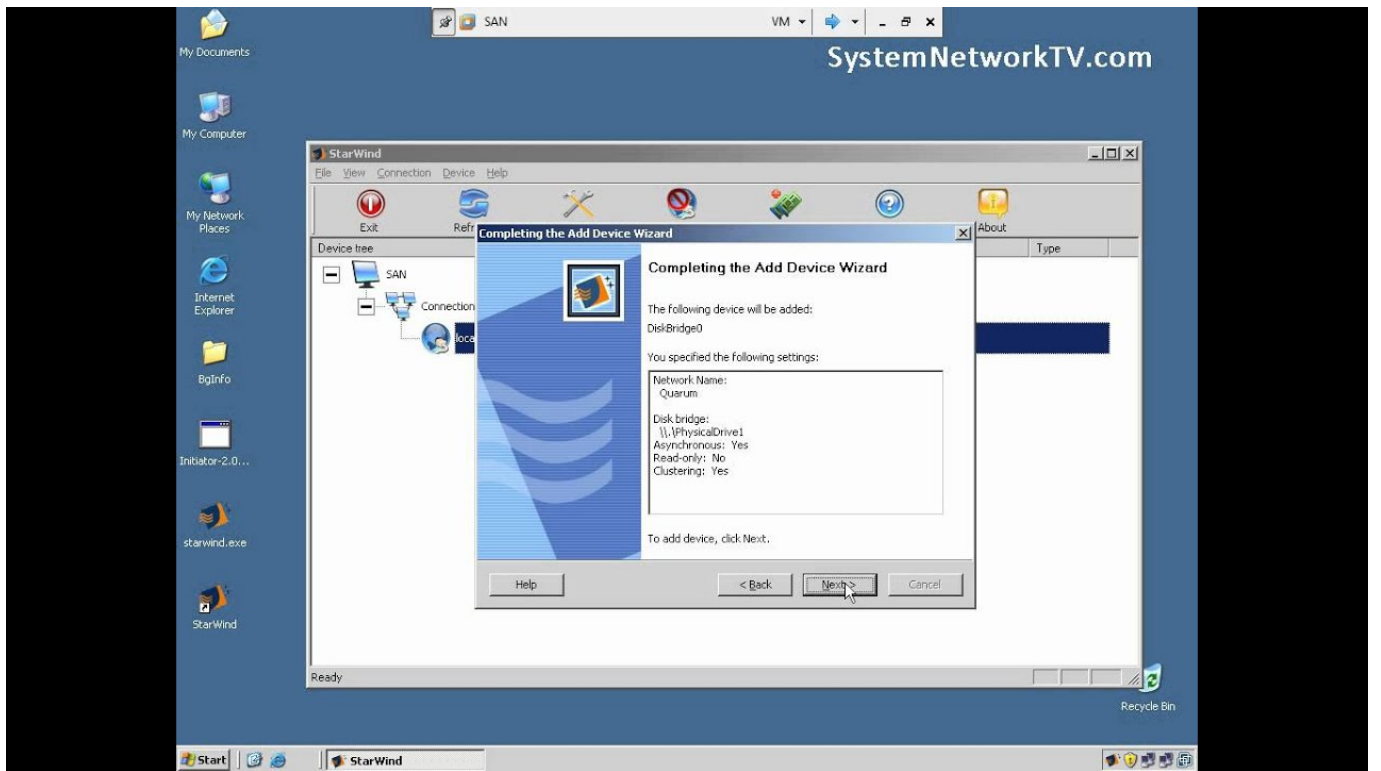 SAN
VM
SystemNetworkTV.com
My Documents
My Computer
My Network
Places
Internet
Explorer
BgInfo
Initiator-2.0...
starwind.exe
StarWind
StarWind
File View Connection Device Help
Exit
Refr
About
Device tree
Type
SAN
Connection
loca
Completing the Add Device Wizard
Completing the Add Device Wizard
The following device will be added:
DiskBridge0
You specified the following settings:
Network Name:
Quarum
Disk bridge:
\\.\PhysicalDrive1
Asynchronous: Yes
Read-only: No
Clustering: Yes
To add device, click Next.
Help
< Back
Next >
Cancel
Ready
Recycle Bin
Start
StarWind